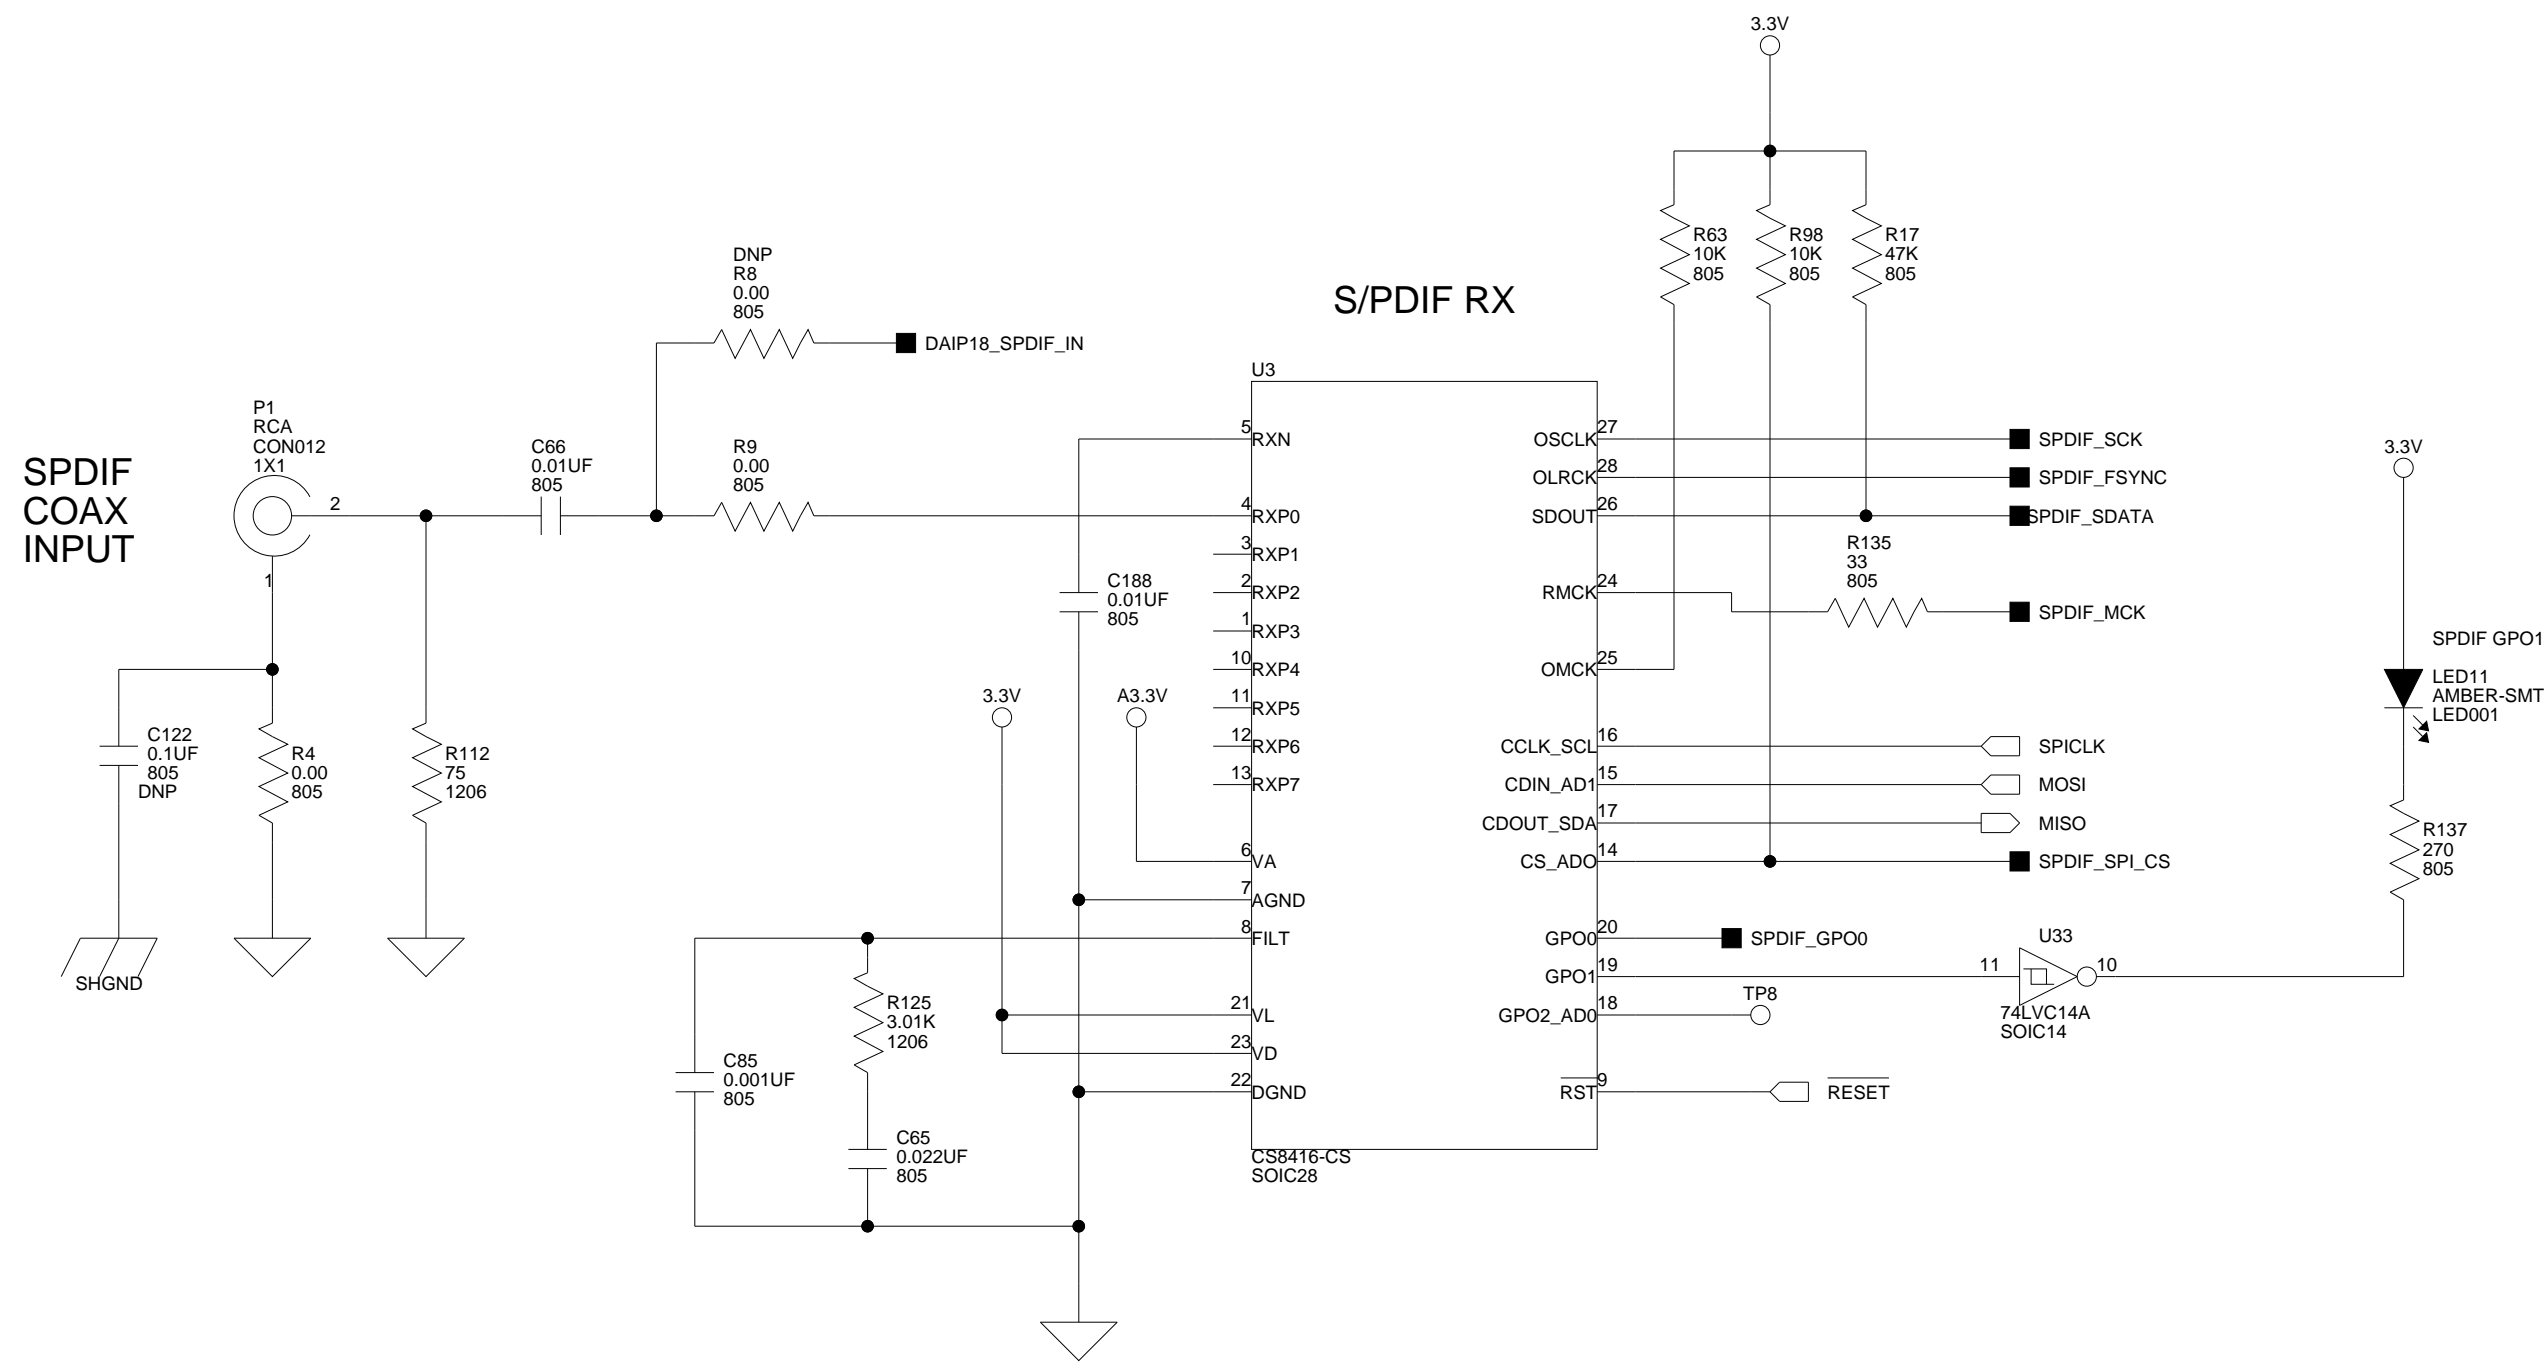 3.3V
R63
10K
805
R98
10K
805
R17
47K
805
DNP
R8
0.00
805
DAIP18_SPDIF_IN
S/PDIF RX
SPDIF
COAX
INPUT
P1
RCA
CON012
1X1
2
1
C66
0.01UF
805
R9
0.00
805
C122
0.1UF
805
DNP
SHGND
R4
0.00
805
R112
75
1206
C188
0.01UF
805
3.3V
A3.3V
R125
3.01K
1206
C85
0.001UF
805
C65
0.022UF
805
U3
5 RXN
4 RXP0
3 RXP1
2 RXP2
1 RXP3
10 RXP4
11 RXP5
12 RXP6
13 RXP7
6 VA
7 AGND
8 FILT
21 VL
23 VD
22 DGND
CS8416-CS
SOIC28
OSCLK 27 SPDIF_SCK
OLRCK 28 SPDIF_FSYNC
SDOUT 26 SPDIF_SDATA
R135
33
805
RMCK 24 SPDIF_MCK
OMCK 25
CCLK_SCL 16 SPICLK
CDIN_AD1 15 MOSI
CDOUT_SDA 17 MISO
CS_ADO 14 SPDIF_SPI_CS
GPO0 20 SPDIF_GPO0
GPO1 19
GPO2_AD0 18 TP8
RST 9 RESET
U33
11 10
74LVC14A
SOIC14
3.3V
SPDIF GPO1
LED11
AMBER-SMT
LED001
R137
270
805